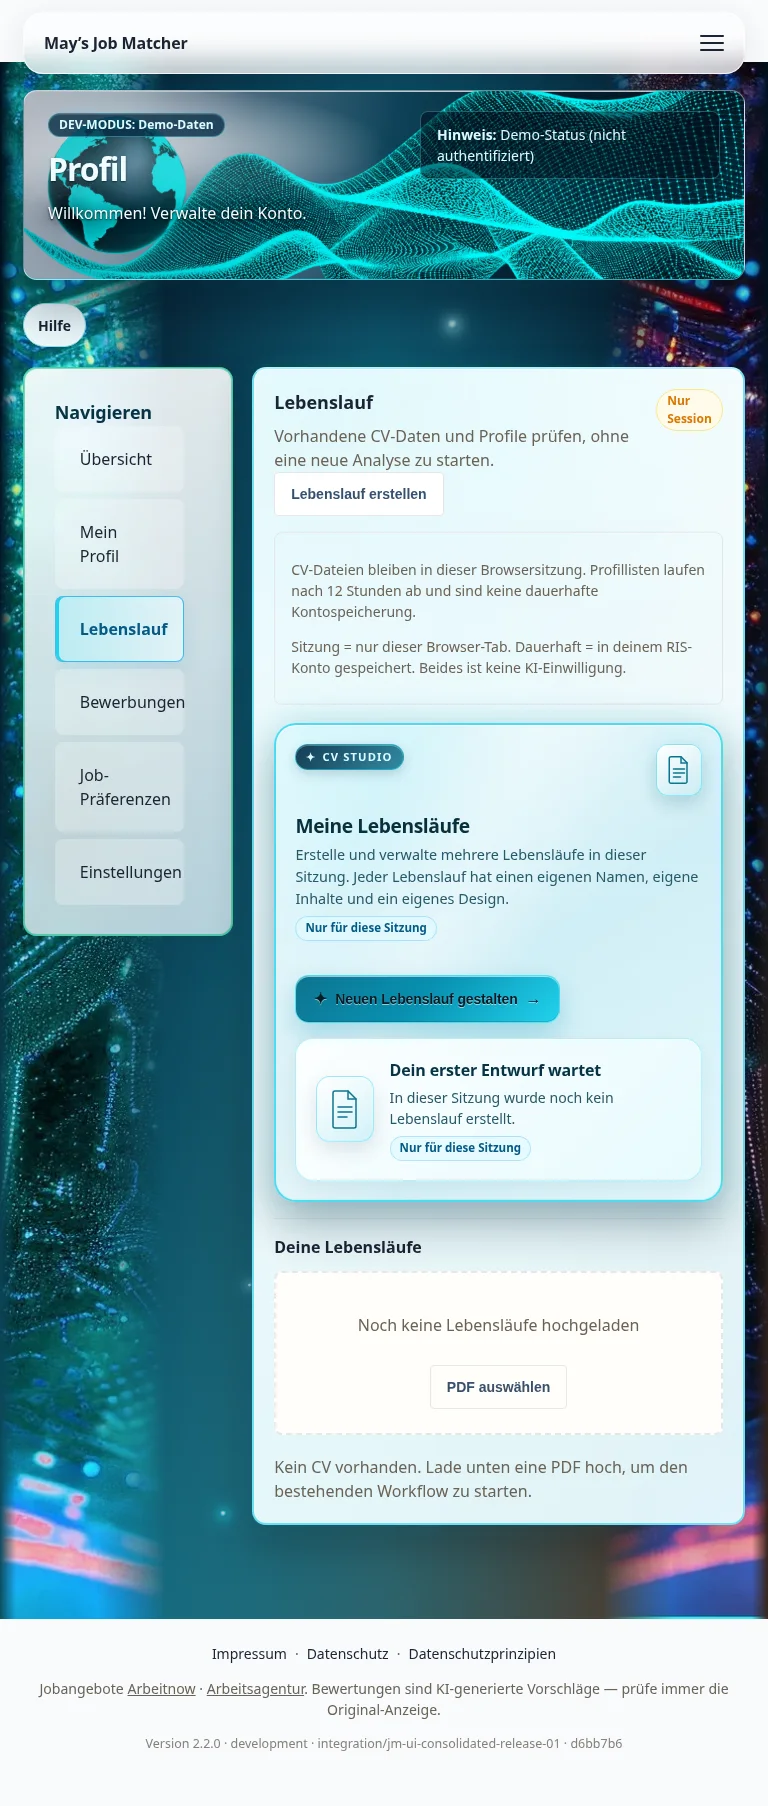 May’s Job Matcher
DEV-MODUS: Demo-Daten
Profil
Willkommen! Verwalte dein Konto.
Hinweis: Demo-Status (nicht
authentifiziert)
Hilfe
Navigieren
Übersicht
Mein
Profil
Lebenslauf
Bewerbungen
Job-
Präferenzen
Einstellungen
Lebenslauf
Nur
Session
Vorhandene CV-Daten und Profile prüfen, ohne
eine neue Analyse zu starten.
Lebenslauf erstellen
CV-Dateien bleiben in dieser Browsersitzung. Profillisten laufen
nach 12 Stunden ab und sind keine dauerhafte
Kontospeicherung.
Sitzung = nur dieser Browser-Tab. Dauerhaft = in deinem RIS-
Konto gespeichert. Beides ist keine KI-Einwilligung.
✦ CV STUDIO
Meine Lebensläufe
Erstelle und verwalte mehrere Lebensläufe in dieser
Sitzung. Jeder Lebenslauf hat einen eigenen Namen, eigene
Inhalte und ein eigenes Design.
Nur für diese Sitzung
✦ Neuen Lebenslauf gestalten →
Dein erster Entwurf wartet
In dieser Sitzung wurde noch kein
Lebenslauf erstellt.
Nur für diese Sitzung
Deine Lebensläufe
Noch keine Lebensläufe hochgeladen
PDF auswählen
Kein CV vorhanden. Lade unten eine PDF hoch, um den
bestehenden Workflow zu starten.
Impressum · Datenschutz · Datenschutzprinzipien
Jobangebote Arbeitnow · Arbeitsagentur. Bewertungen sind KI-generierte Vorschläge — prüfe immer die
Original-Anzeige.
Version 2.2.0 · development · integration/jm-ui-consolidated-release-01 · d6bb7b6